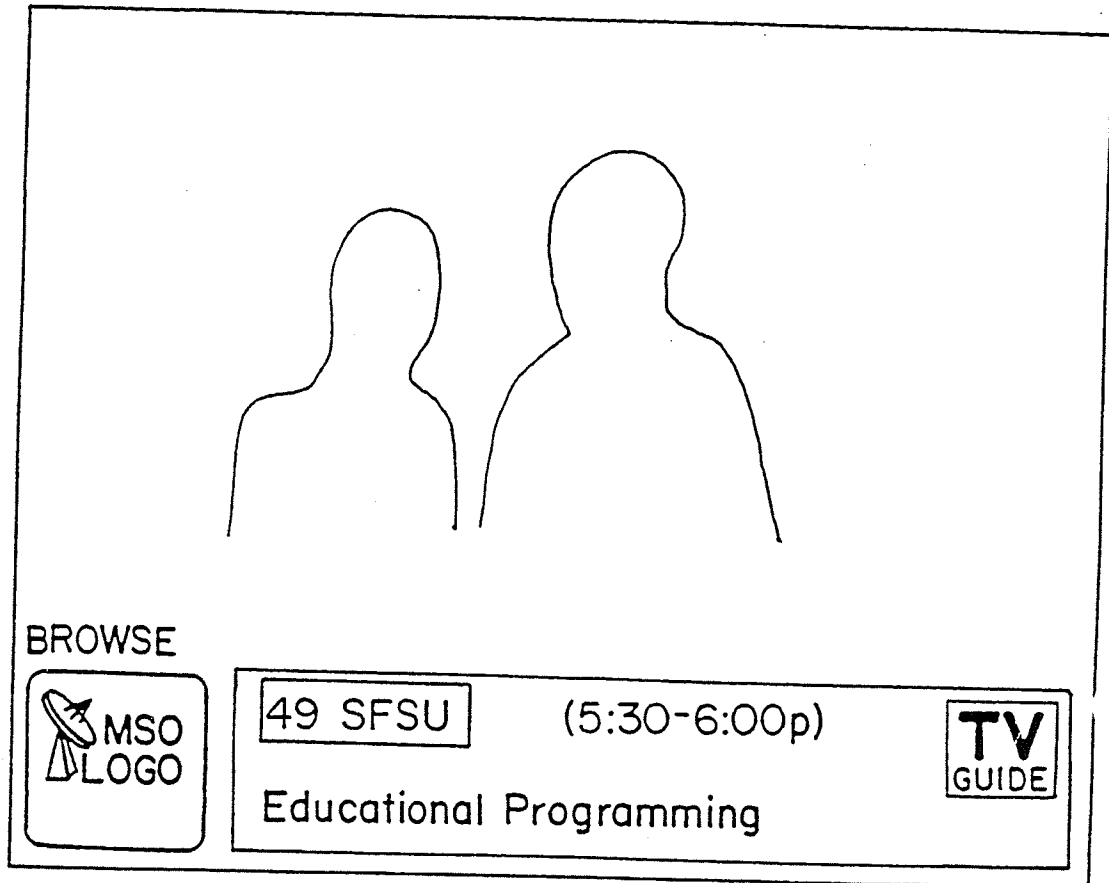 BROWSE
MSO
LOGO
49 SFSU (5:30-6:00p)
Educational Programming
TV
GUIDE